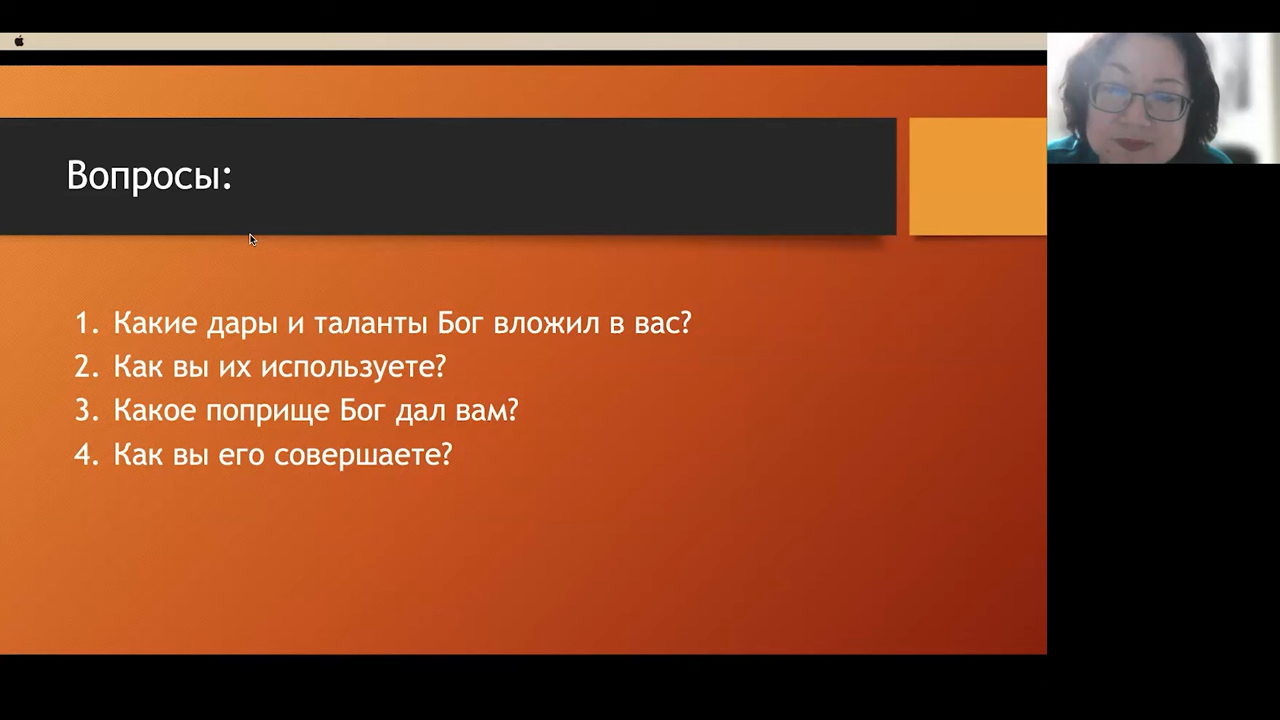 Вопросы:
1. Какие дары и таланты Бог вложил в вас?
2. Как вы их используете?
3. Какое поприще Бог дал вам?
4. Как вы его совершаете?